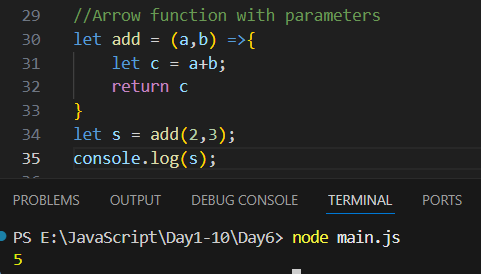 29 //Arrow function with parameters
30 let add = (a,b) =>{
31 let c = a+b;
32 return c
33 }
34 let s = add(2,3);
35 console.log(s);
PROBLEMS OUTPUT DEBUG CONSOLE TERMINAL PORTS
PS E:\JavaScript\Day1-10\Day6> node main.js
5